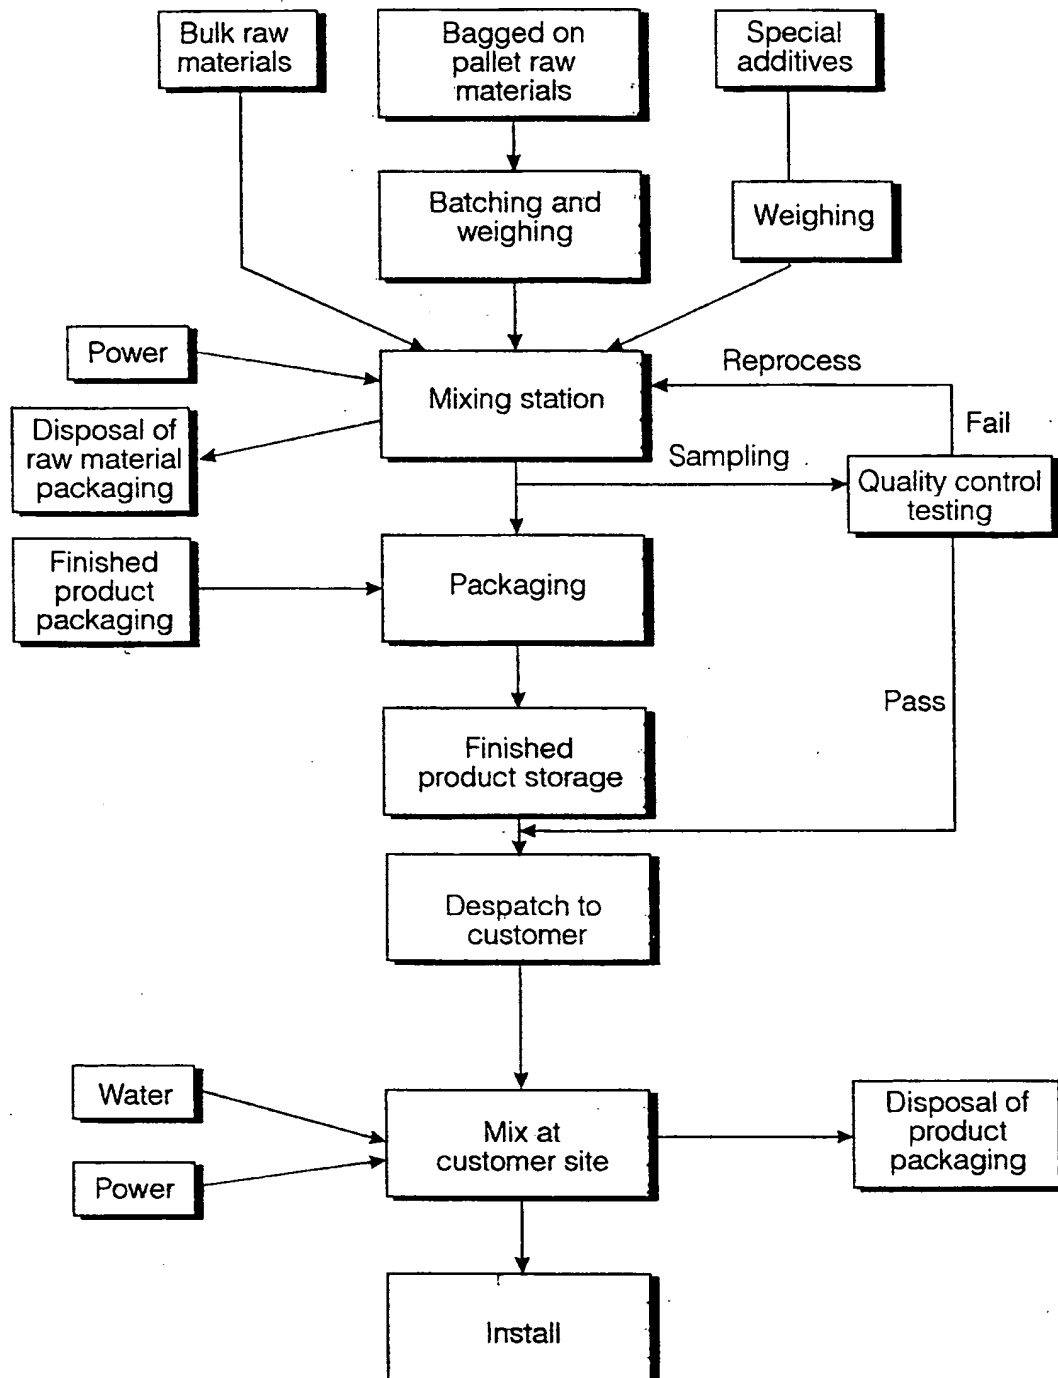 Bulk raw
materials
Bagged on
pallet raw
materials
Special
additives
Batching and
weighing
Weighing
Power
Mixing station
Reprocess
Fail
Disposal of
raw material
packaging
Sampling
Quality control
testing
Finished
product
packaging
Packaging
Pass
Finished
product storage
Despatch to
customer
Water
Power
Mix at
customer site
Disposal of
product
packaging
Install